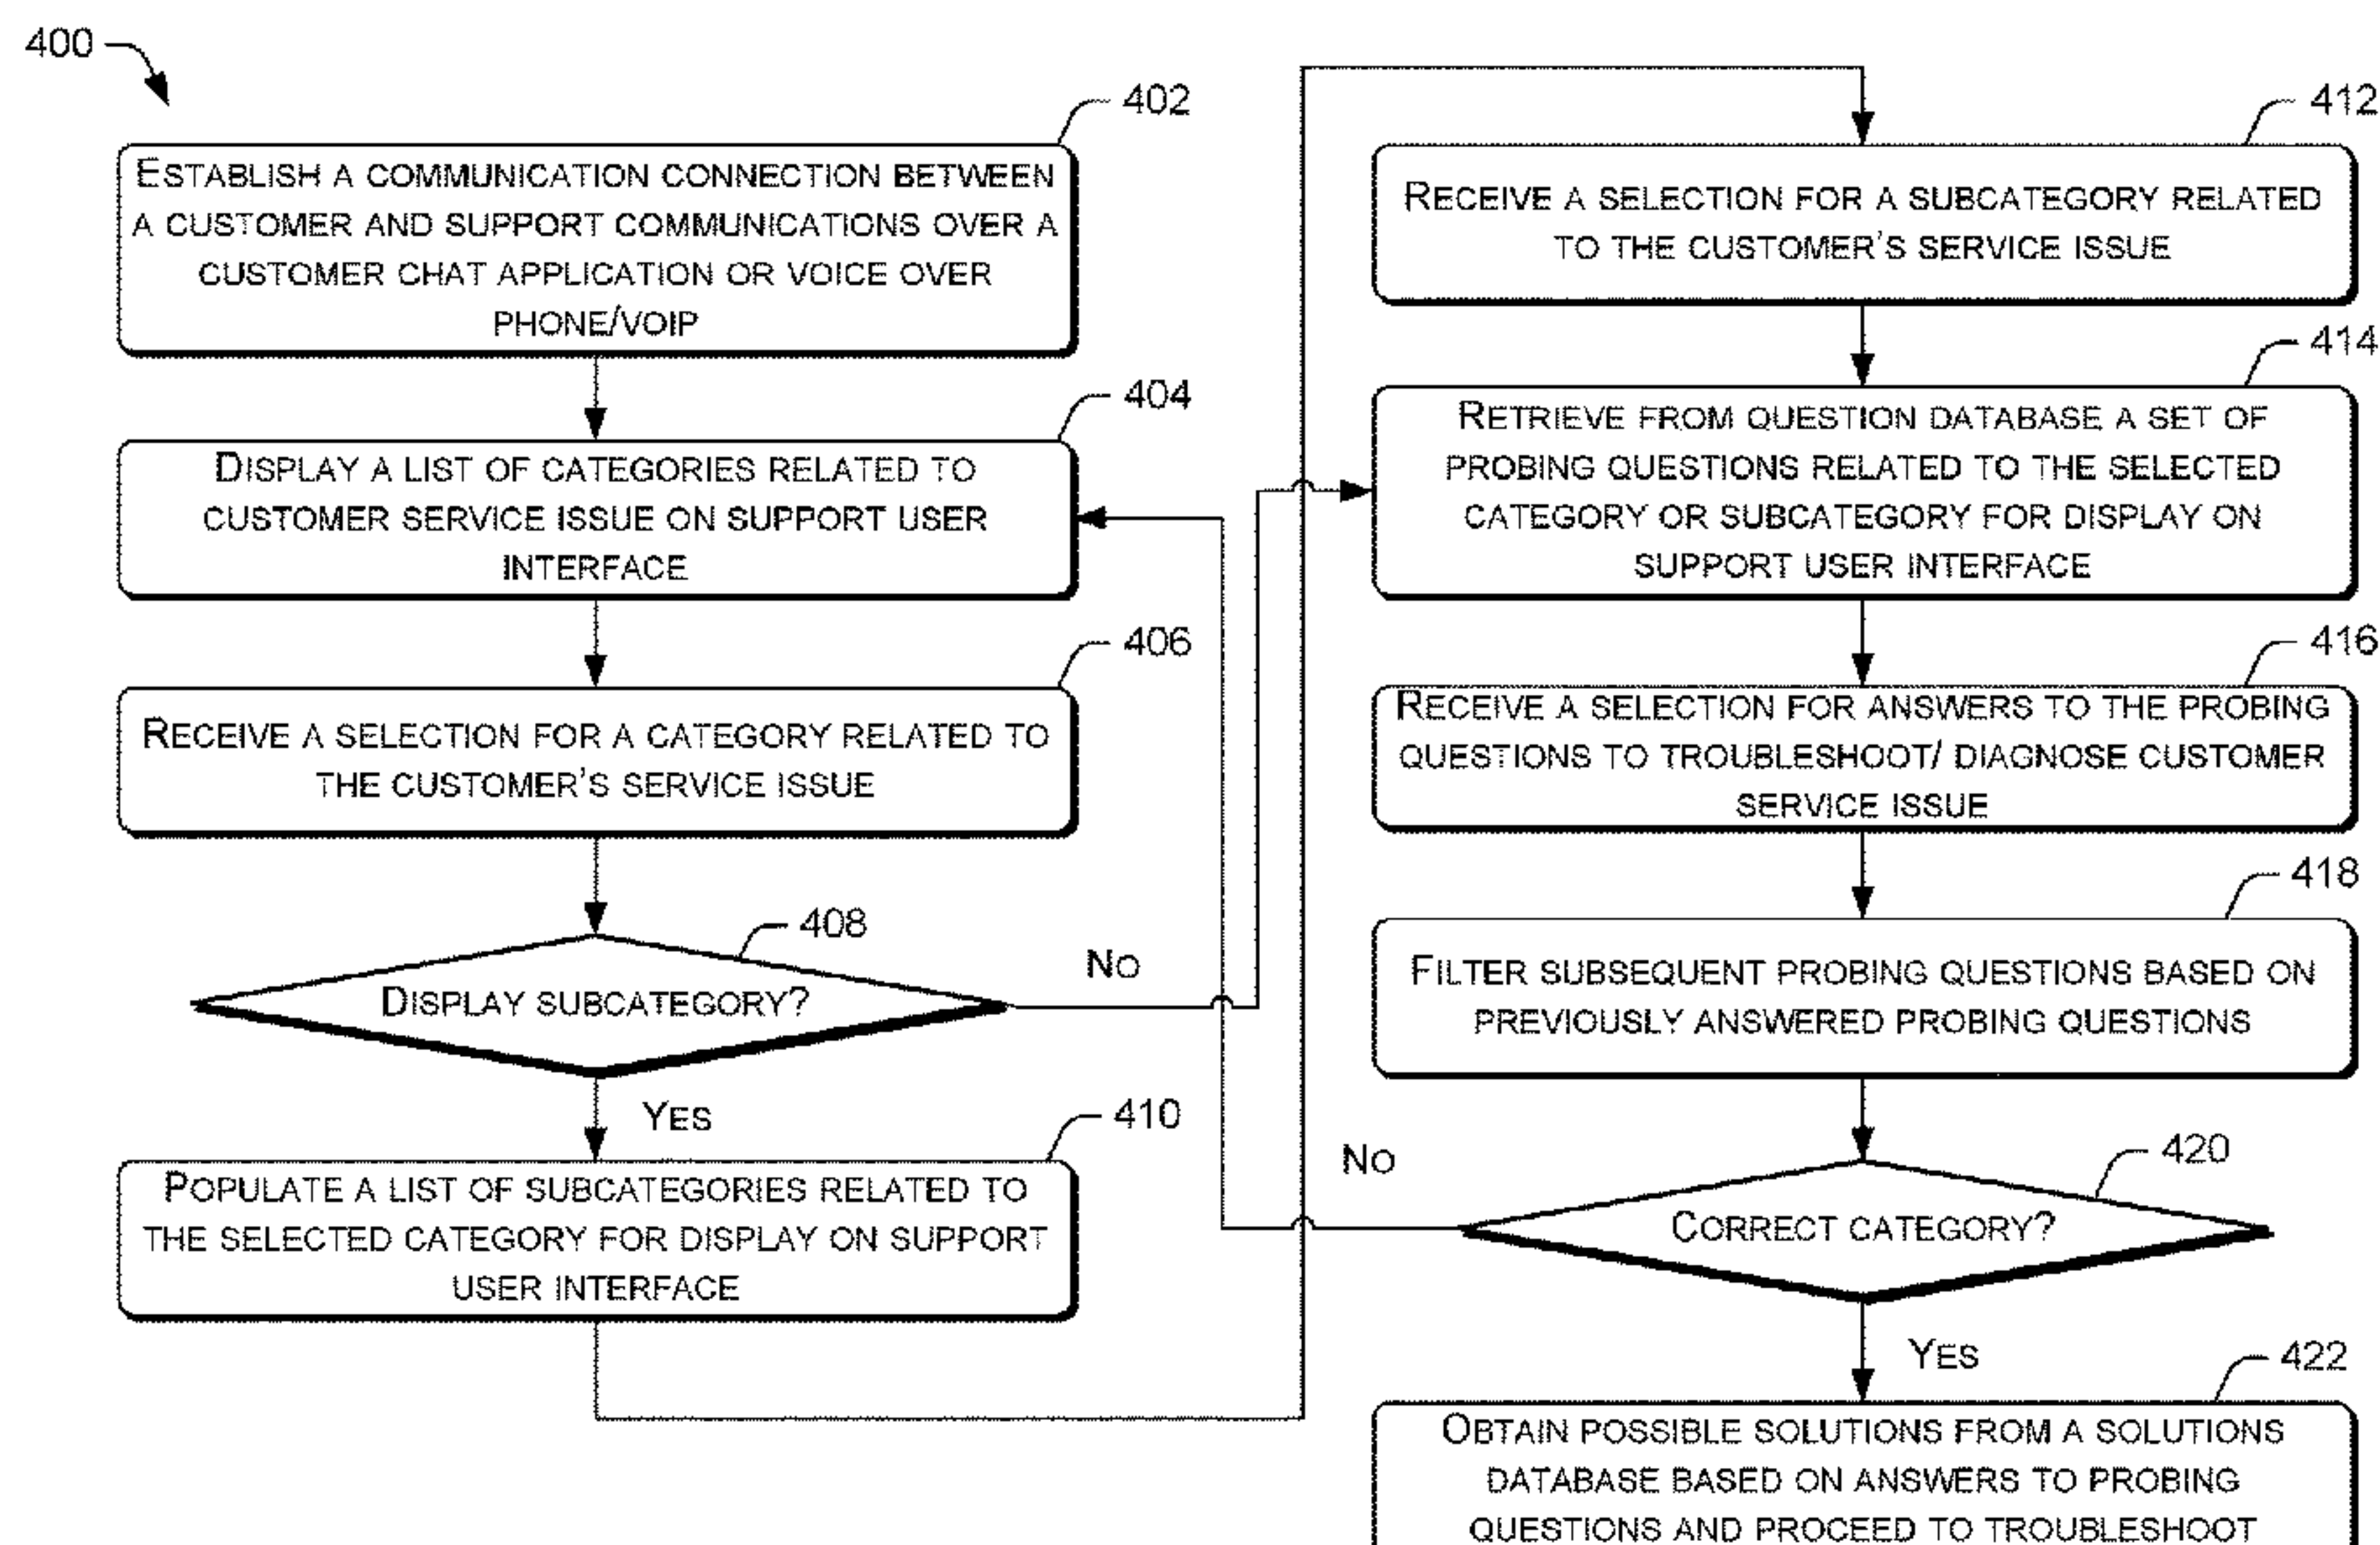 400
402
ESTABLISH A COMMUNICATION CONNECTION BETWEEN
A CUSTOMER AND SUPPORT COMMUNICATIONS OVER A
CUSTOMER CHAT APPLICATION OR VOICE OVER
PHONE/VOIP
404
DISPLAY A LIST OF CATEGORIES RELATED TO
CUSTOMER SERVICE ISSUE ON SUPPORT USER
INTERFACE
406
RECEIVE A SELECTION FOR A CATEGORY RELATED TO
THE CUSTOMER'S SERVICE ISSUE
408
DISPLAY SUBCATEGORY?
NO
YES
410
POPULATE A LIST OF SUBCATEGORIES RELATED TO
THE SELECTED CATEGORY FOR DISPLAY ON SUPPORT
USER INTERFACE
412
RECEIVE A SELECTION FOR A SUBCATEGORY RELATED
TO THE CUSTOMER'S SERVICE ISSUE
414
RETRIEVE FROM QUESTION DATABASE A SET OF
PROBING QUESTIONS RELATED TO THE SELECTED
CATEGORY OR SUBCATEGORY FOR DISPLAY ON
SUPPORT USER INTERFACE
416
RECEIVE A SELECTION FOR ANSWERS TO THE PROBING
QUESTIONS TO TROUBLESHOOT/ DIAGNOSE CUSTOMER
SERVICE ISSUE
418
FILTER SUBSEQUENT PROBING QUESTIONS BASED ON
PREVIOUSLY ANSWERED PROBING QUESTIONS
420
CORRECT CATEGORY?
NO
YES
422
OBTAIN POSSIBLE SOLUTIONS FROM A SOLUTIONS
DATABASE BASED ON ANSWERS TO PROBING
QUESTIONS AND PROCEED TO TROUBLESHOOT